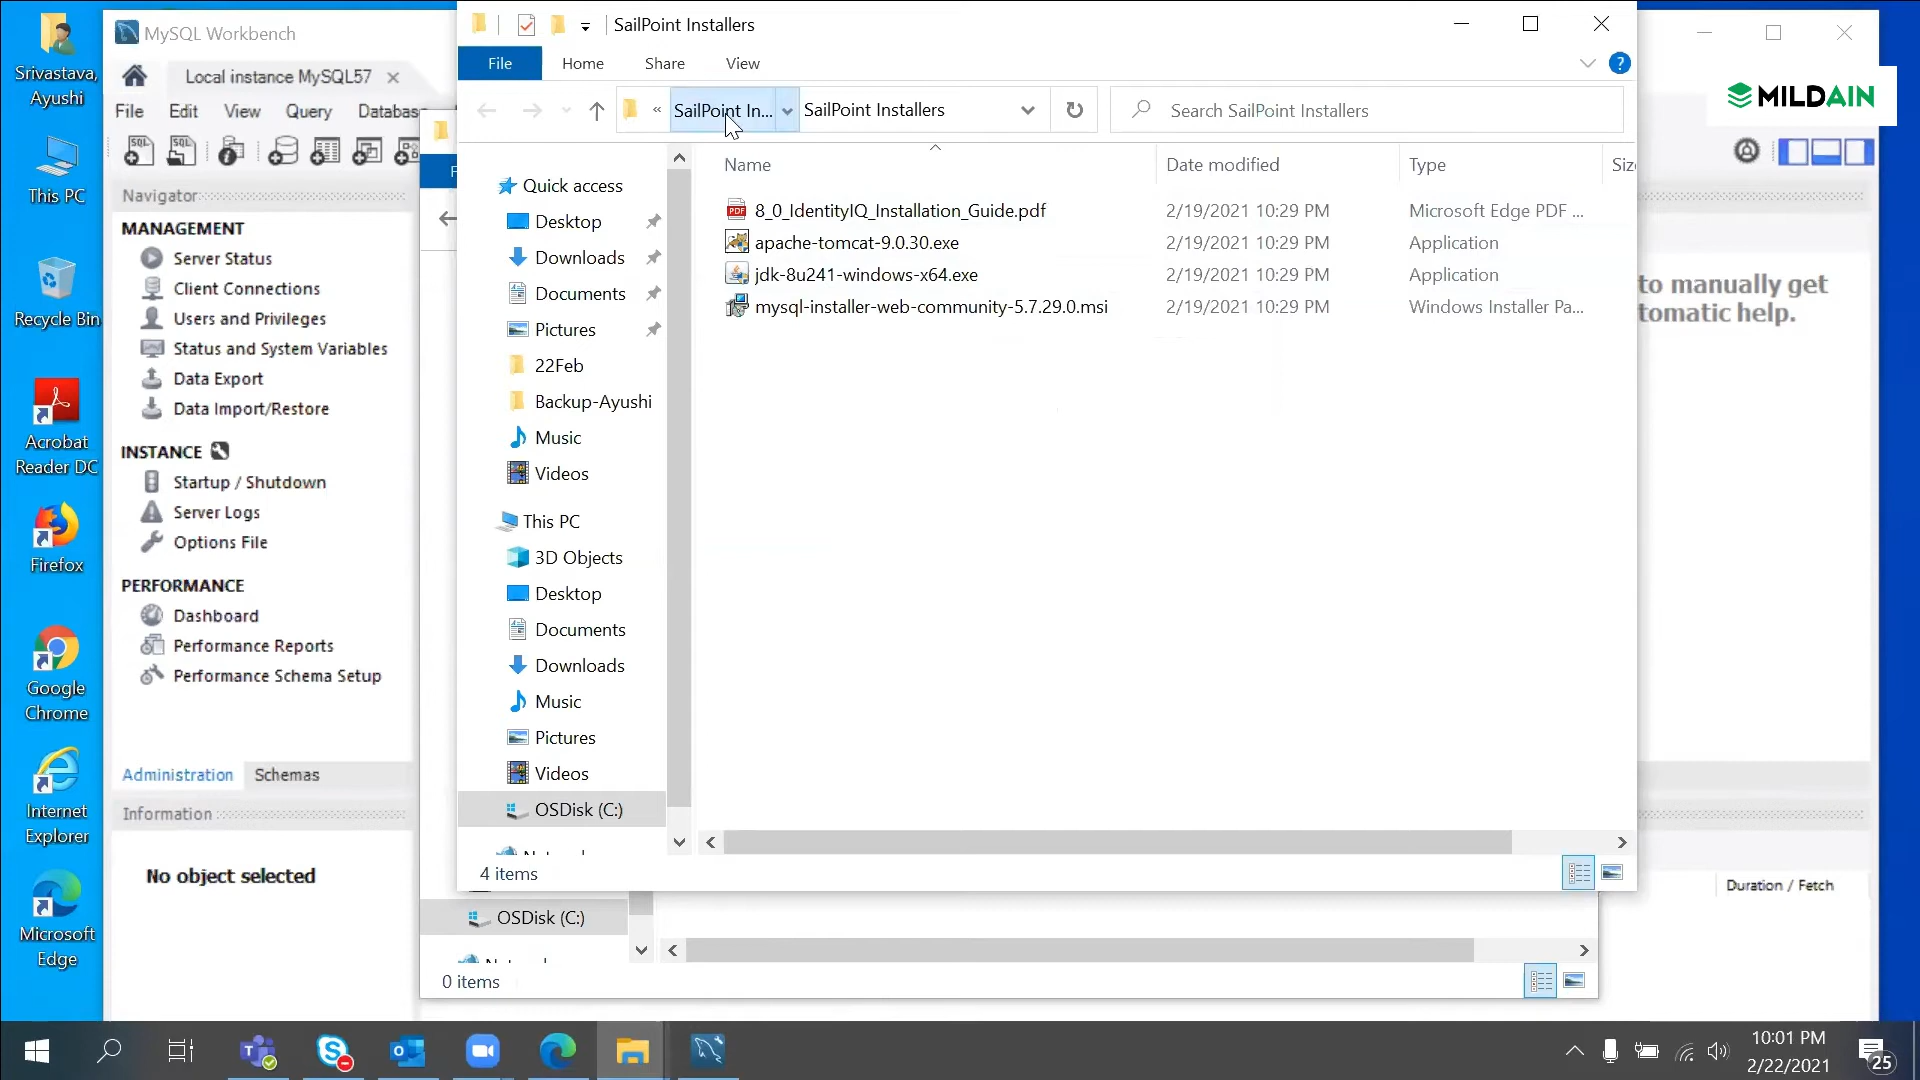 Srivastava,
Ayushi
This PC
Recycle Bin
Acrobat
Reader DC
Firefox
Google
Chrome
Internet
Explorer
Microsoft
Edge
MySQL Workbench
Local instance MySQL57
File Edit View Query Databas
Navigator
MANAGEMENT
Server Status
Client Connections
Users and Privileges
Status and System Variables
Data Export
Data Import/Restore
INSTANCE
Startup / Shutdown
Server Logs
Options File
PERFORMANCE
Dashboard
Performance Reports
Performance Schema Setup
Administration Schemas
Information
No object selected
SailPoint Installers
File Home Share View
« SailPoint In... SailPoint Installers
Search SailPoint Installers
Quick access
Desktop
Downloads
Documents
Pictures
22Feb
Backup-Ayushi
Music
Videos
This PC
3D Objects
Desktop
Documents
Downloads
Music
Pictures
Videos
OSDisk (C:)
Name Date modified Type
8_0_IdentityIQ_Installation_Guide.pdf 2/19/2021 10:29 PM Microsoft Edge PDF ...
apache-tomcat-9.0.30.exe 2/19/2021 10:29 PM Application
jdk-8u241-windows-x64.exe 2/19/2021 10:29 PM Application
mysql-installer-web-community-5.7.29.0.msi 2/19/2021 10:29 PM Windows Installer Pa...
4 items
OSDisk (C:)
0 items
MILDAIN
to manually get
tomatic help.
Duration / Fetch
10:01 PM
2/22/2021
25